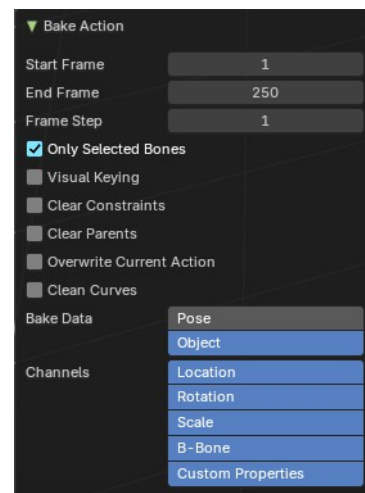 Bake Action
Start Frame 1
End Frame 250
Frame Step 1
Only Selected Bones
Visual Keying
Clear Constraints
Clear Parents
Overwrite Current Action
Clean Curves
Bake Data Pose
Object
Channels Location
Rotation
Scale
B-Bone
Custom Properties